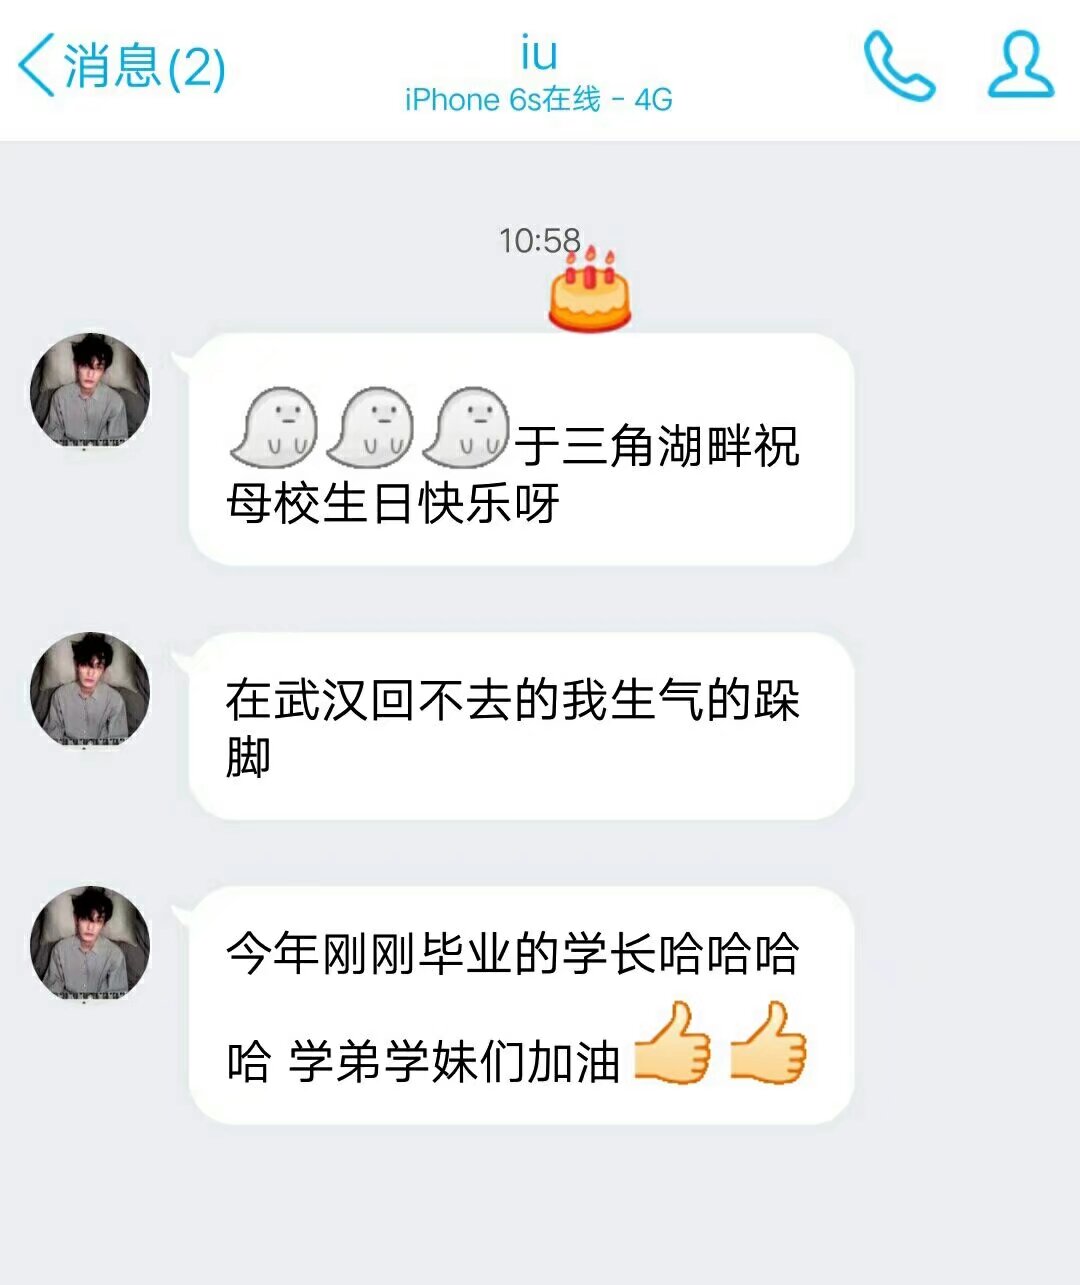 消息(2)
iu
iPhone 6s在线 - 4G
10:58
于三角湖畔祝
母校生日快乐呀
在武汉回不去的我生气的跺
脚
今年刚刚毕业的学长哈哈哈
哈 学弟学妹们加油